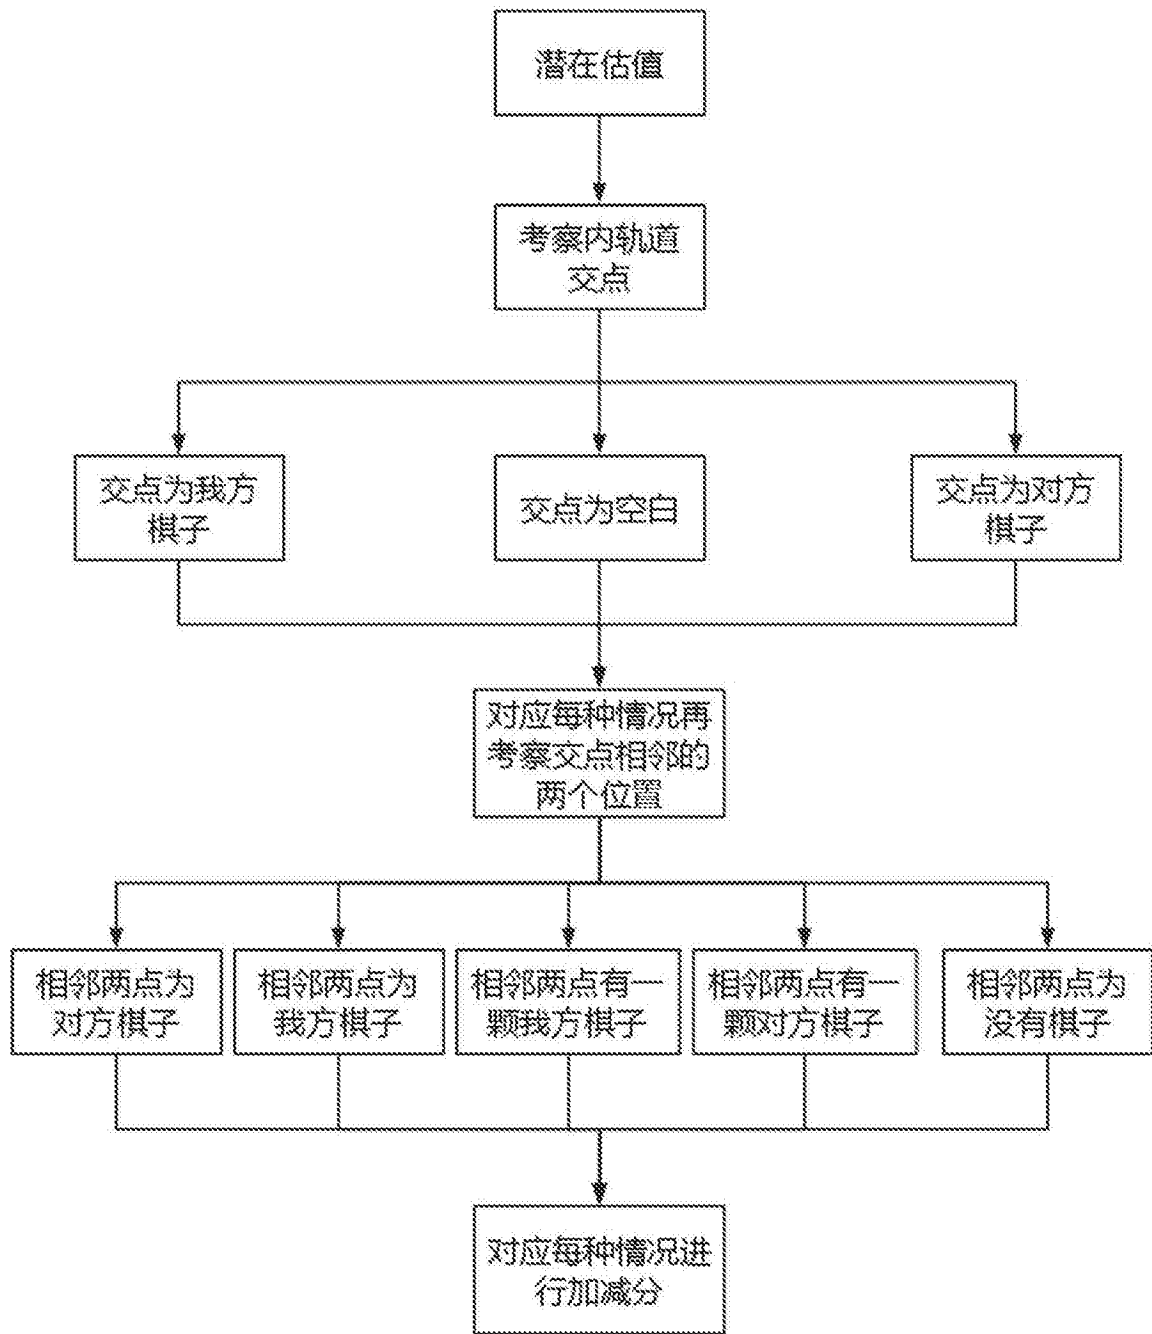 潜在估值
考察内轨道
交点
交点为我方
棋子
交点为空白
交点为对方
棋子
对应每种情况再
考察交点相邻的
两个位置
相邻两点为
对方棋子
相邻两点为
我方棋子
相邻两点有一
颗我方棋子
相邻两点有一
颗对方棋子
相邻两点为
没有棋子
对应每种情况进
行加减分